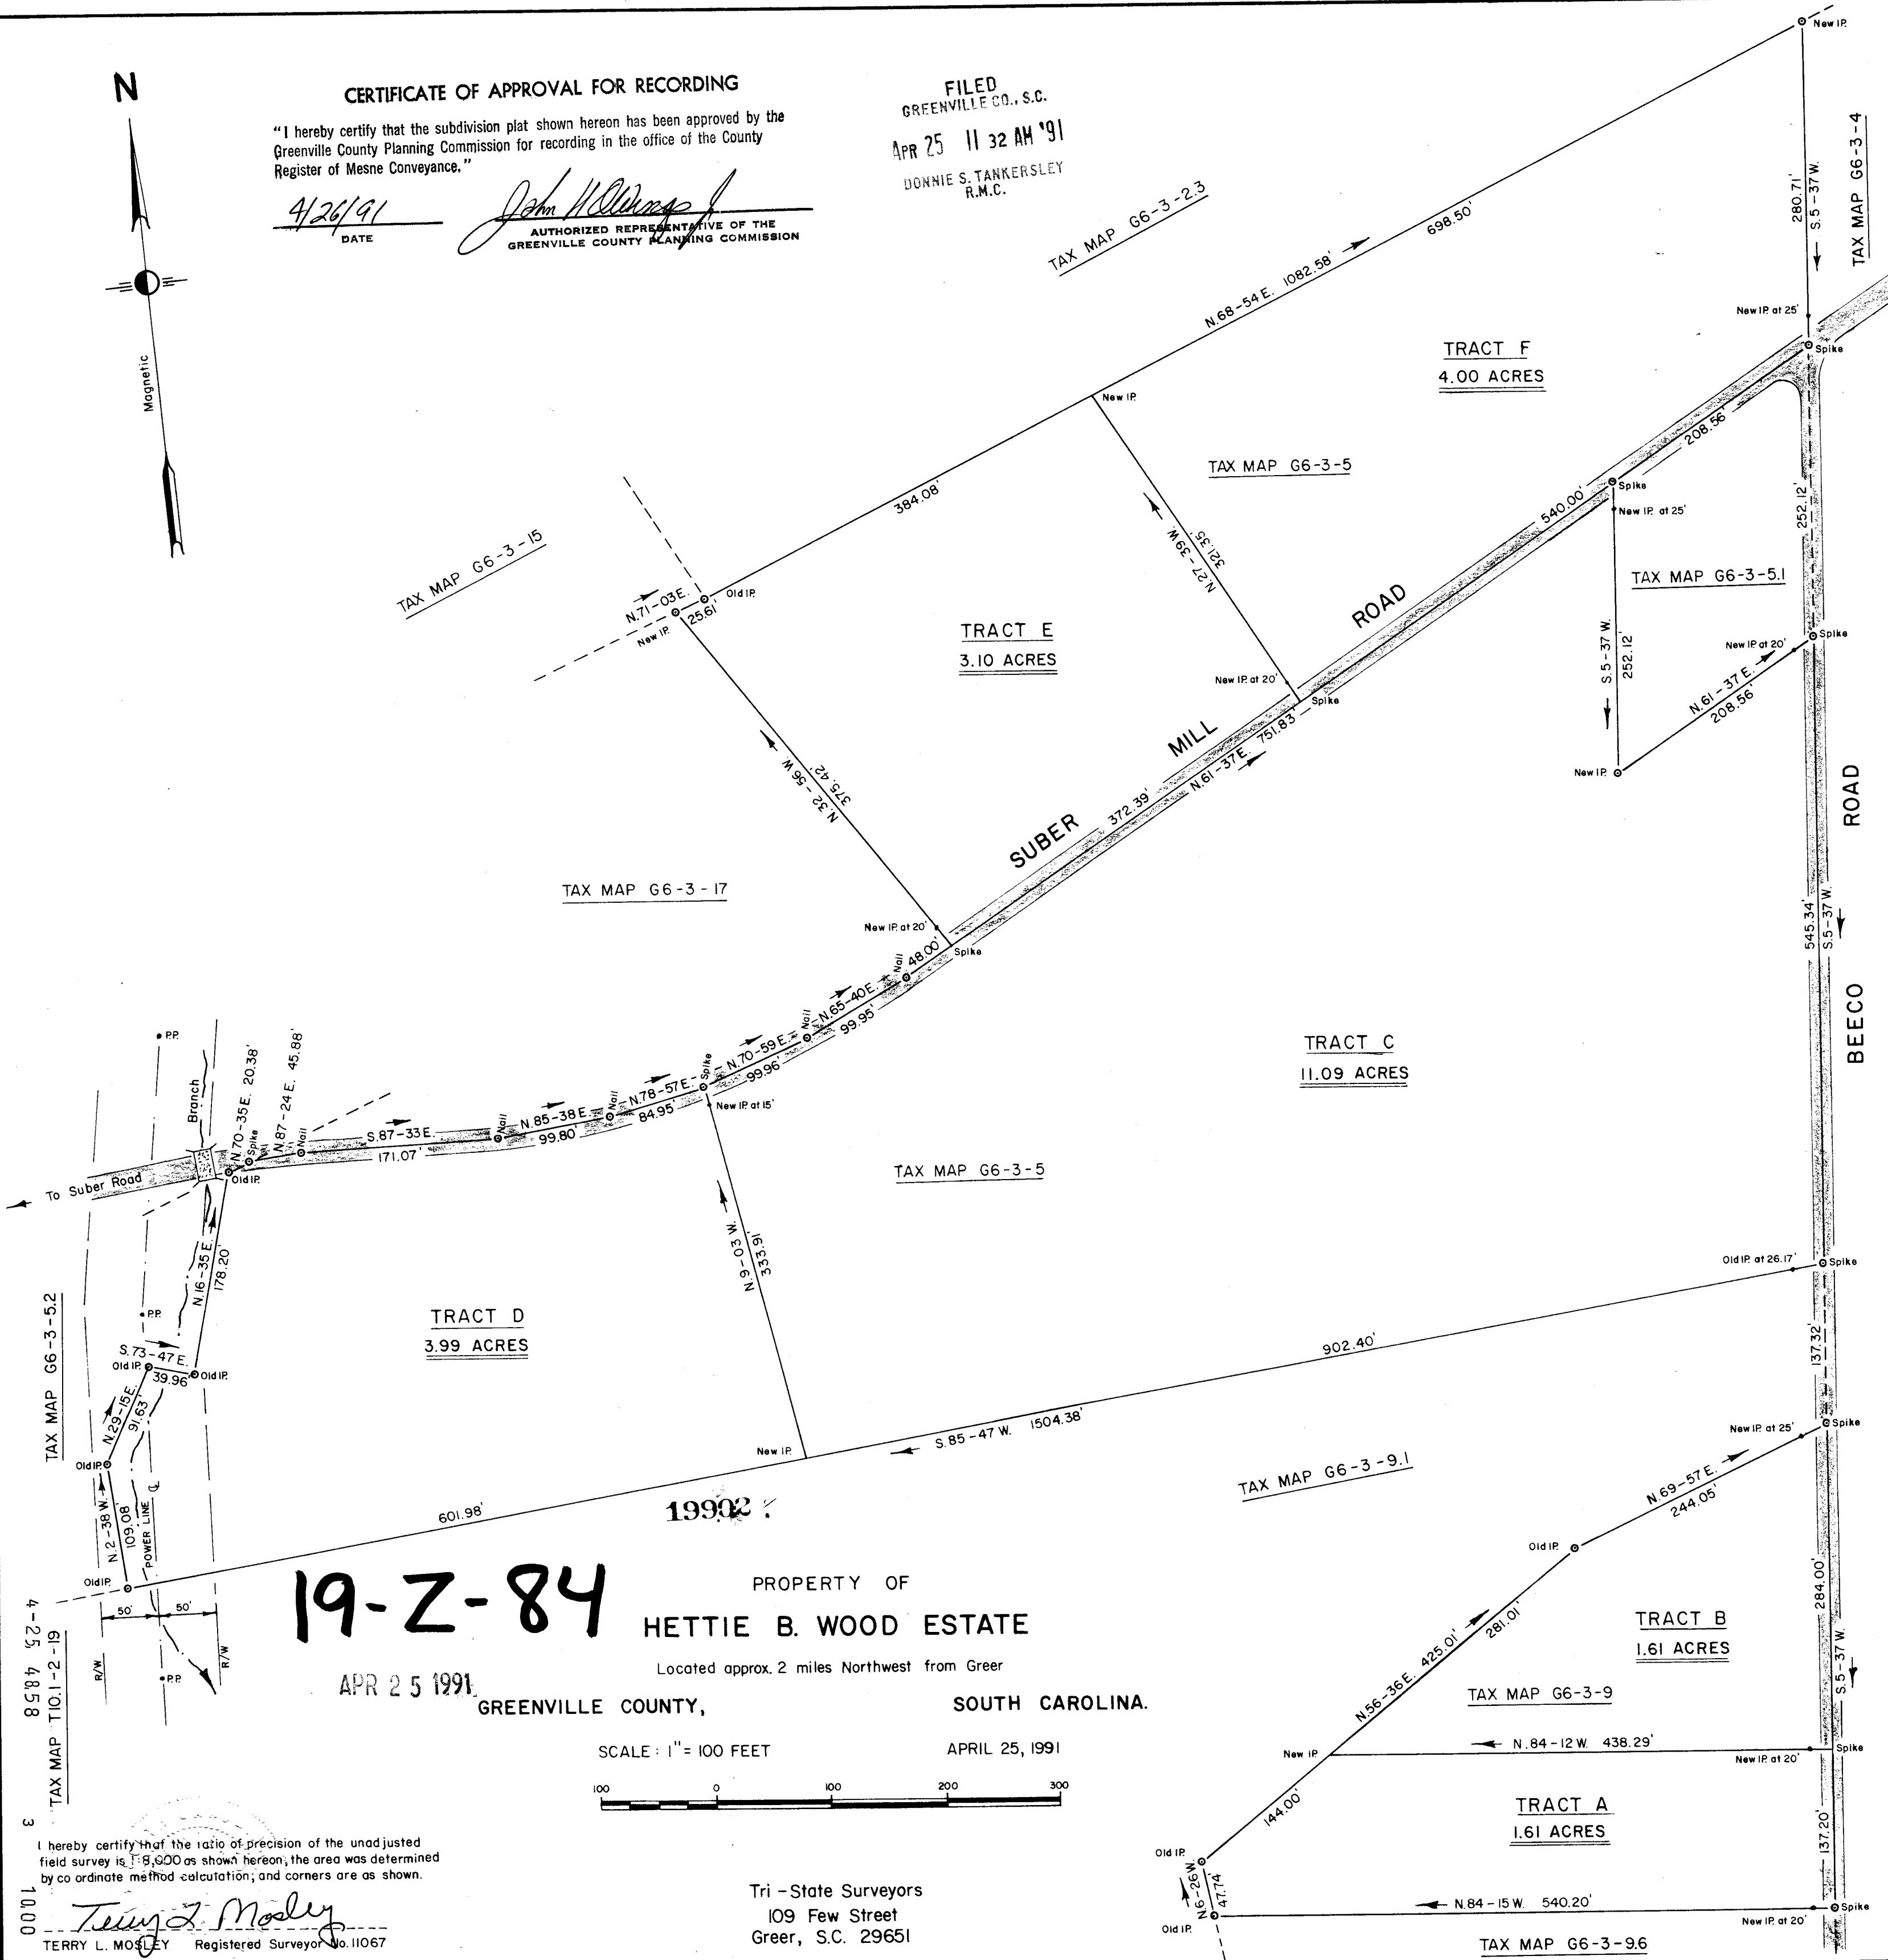 N
Magnetic
CERTIFICATE OF APPROVAL FOR RECORDING
"I hereby certify that the subdivision plat shown hereon has been approved by the
Greenville County Planning Commission for recording in the office of the County
Register of Mesne Conveyance."
4/26/91
DATE
AUTHORIZED REPRESENTATIVE OF THE
GREENVILLE COUNTY PLANNING COMMISSION
FILED
GREENVILLE CO., S.C.
APR 25 11 32 AM '91
DONNIE S. TANKERSLEY
R.M.C.
TAX MAP G6-3-2.3
N.68-54 E. 1082.58'
698.50'
New I.P.
280.71'
S.5-37 W.
TAX MAP G6-3-4
New I.P. at 25'
Spike
TRACT F
4.00 ACRES
New I.P.
TAX MAP G6-3-5
384.08'
N.27-39 W.
321.35'
540.00'
208.56'
Spike
New I.P. at 25'
252.12'
TAX MAP G6-3-5.1
S.5-37 W.
252.12'
New I.P. at 20'
Spike
N.61-37 E.
208.56'
New I.P.
TAX MAP G6-3-15
N.71-03 E.
25.61'
Old I.P.
New I.P.
TRACT E
3.10 ACRES
New I.P. at 20'
Spike
SUBER MILL ROAD
N.61-37 E. 751.83'
372.39'
N.32-56 W.
375.42'
TAX MAP G6-3-17
New I.P. at 20'
Spike
48.00'
Nail
N.65-40 E.
99.95'
Nail
N.70-59 E.
99.96'
Spike
New I.P. at 15'
N.78-57 E.
84.95'
Nail
N.85-38 E.
99.80'
Nail
S.87-33 E.
171.07'
Nail
N.87-24 E. 45.88'
Spike
N.70-35 E. 20.38'
Old I.P.
Branch
P.P.
To Suber Road
BEECO ROAD
545.34'
S.5-37 W.
TRACT C
11.09 ACRES
TAX MAP G6-3-5
N.9-03 W.
333.91'
N.16-35 E.
178.20'
P.P.
TAX MAP G6-3-5.2
S.73-47 E.
39.96'
Old I.P.
Old I.P.
N.29-15 E.
91.63'
Old I.P.
N.2-38 W.
109.08'
POWER LINE ℄
Old I.P.
50' 50'
R/W
R/W
P.P.
TRACT D
3.99 ACRES
Old I.P. at 26.17'
Spike
902.40'
S.85-47 W. 1504.38'
New I.P.
601.98'
137.32'
New I.P. at 25'
Spike
TAX MAP G6-3-9.1
N.69-57 E.
244.05'
Old I.P.
284.00'
S.5-37 W.
N.56-36 E. 425.01'
281.01'
TRACT B
1.61 ACRES
TAX MAP G6-3-9
N.84-12 W. 438.29'
New I.P.
New I.P. at 20'
Spike
144.00'
TRACT A
1.61 ACRES
137.20'
Old I.P.
N.6-26 W.
47.74'
Old I.P.
N.84-15 W. 540.20'
New I.P. at 20'
Spike
TAX MAP G6-3-9.6
19902
19-Z-84
APR 25 1991
PROPERTY OF
HETTIE B. WOOD ESTATE
Located approx. 2 miles Northwest from Greer
GREENVILLE COUNTY, SOUTH CAROLINA.
SCALE: 1"= 100 FEET APRIL 25, 1991
100 0 100 200 300
TAX MAP T10.1-2-19
4-25 4858 3 10.00
I hereby certify that the ratio of precision of the unadjusted
field survey is 1:8,000 as shown hereon; the area was determined
by co ordinate method calculation; and corners are as shown.
Terry L. Mosley
TERRY L. MOSLEY Registered Surveyor No. 11067
Tri-State Surveyors
109 Few Street
Greer, S.C. 29651